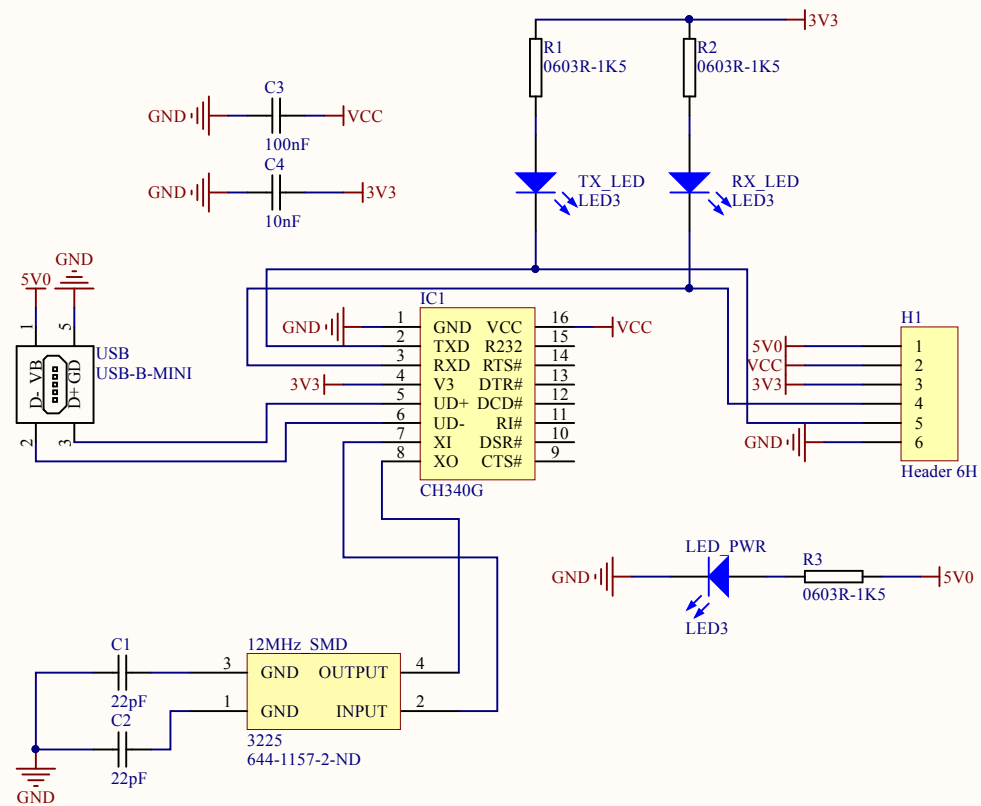 3V3
R1
0603R-1K5
R2
0603R-1K5
C3
GND
VCC
100nF
C4
GND
3V3
10nF
TX_LED
LED3
RX_LED
LED3
GND
5V0
1
5
USB
USB-B-MINI
D- VB
D+ GD
2
3
IC1
GND
1 GND VCC 16
VCC
2 TXD R232 15
3 RXD RTS# 14
3V3
4 V3 DTR# 13
5 UD+ DCD# 12
6 UD- RI# 11
7 XI DSR# 10
8 XO CTS# 9
CH340G
H1
5V0 1
VCC 2
3V3 3
4
5
GND 6
Header 6H
LED_PWR
GND
LED3
R3
0603R-1K5
5V0
12MHz_SMD
C1
22pF
3 GND OUTPUT 4
1 GND INPUT 2
C2
22pF
3225
644-1157-2-ND
GND